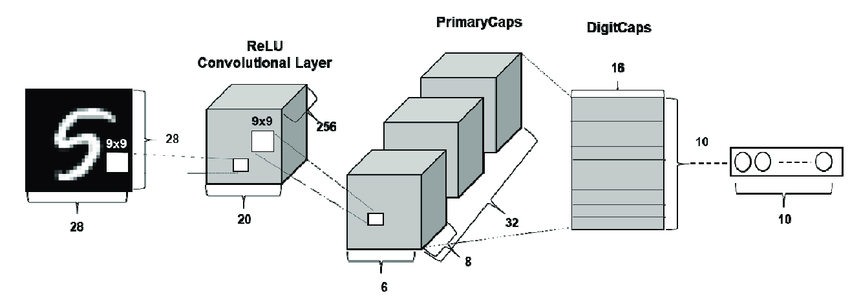 PrimaryCaps
DigitCaps
ReLU
Convolutional Layer
16
9x9
28
9x9
256
10
28
20
32
8
6
10